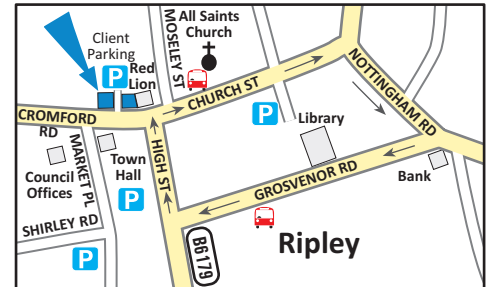 MOSELEY ST
All Saints
Church
Client
Parking
P
Red
Lion
CHURCH ST
NOTTINGHAM RD
P
CROMFORD
RD
Library
MARKET PL
Town
Hall
HIGH ST
Council
Offices
P
GROSVENOR RD
Bank
SHIRLEY RD
P
B6179
Ripley